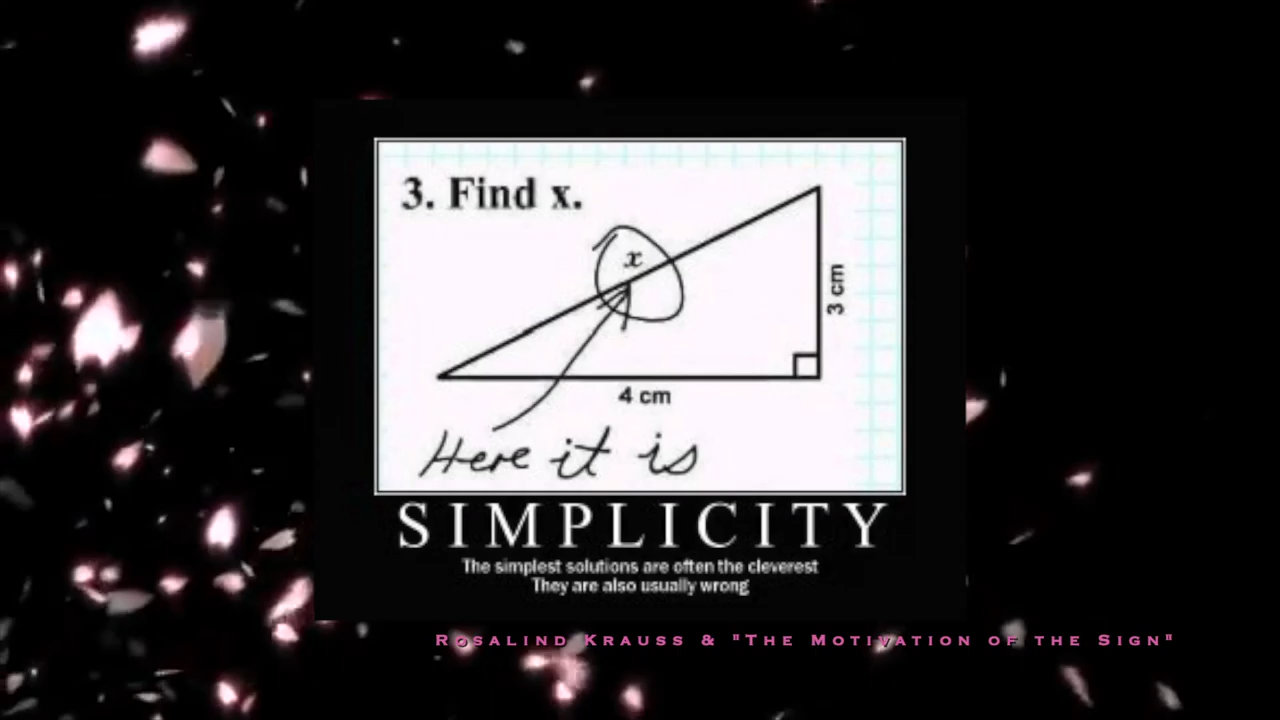 3. Find x.
x
3 cm
4 cm
Here it is
SIMPLICITY
The simplest solutions are often the cleverest
They are also usually wrong
Rosalind Krauss & "The Motivation of the Sign"